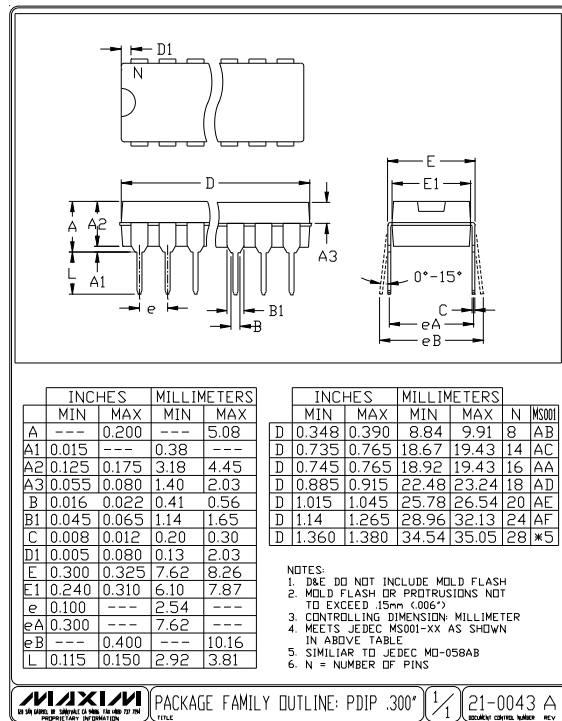 D1
N
D
E
E1
A
A2
A3
L
A1
0°-15°
e
B1
B
C
eA
eB
INCHES MILLIMETERS
MIN MAX MIN MAX
A --- 0.200 --- 5.08
A1 0.015 --- 0.38 ---
A2 0.125 0.175 3.18 4.45
A3 0.055 0.080 1.40 2.03
B 0.016 0.022 0.41 0.56
B1 0.045 0.065 1.14 1.65
C 0.008 0.012 0.20 0.30
D1 0.005 0.080 0.13 2.03
E 0.300 0.325 7.62 8.26
E1 0.240 0.310 6.10 7.87
e 0.100 --- 2.54 ---
eA 0.300 --- 7.62 ---
eB --- 0.400 --- 10.16
L 0.115 0.150 2.92 3.81
INCHES MILLIMETERS
MIN MAX MIN MAX N MS001
D 0.348 0.390 8.84 9.91 8 AB
D 0.735 0.765 18.67 19.43 14 AC
D 0.745 0.765 18.92 19.43 16 AA
D 0.885 0.915 22.48 23.24 18 AD
D 1.015 1.045 25.78 26.54 20 AE
D 1.14 1.265 28.96 32.13 24 AF
D 1.360 1.380 34.54 35.05 28 *5
NOTES:
1. D&E DO NOT INCLUDE MOLD FLASH
2. MOLD FLASH OR PROTRUSIONS NOT
TO EXCEED .15mm (.006")
3. CONTROLLING DIMENSION: MILLIMETER
4. MEETS JEDEC MS001-XX AS SHOWN
IN ABOVE TABLE
5. SIMILIAR TO JEDEC MO-058AB
6. N = NUMBER OF PINS
MAXIM
PROPRIETARY INFORMATION
PACKAGE FAMILY OUTLINE: PDIP .300"
TITLE
1/1
21-0043 A
DOCUMENT CONTROL NUMBER REV